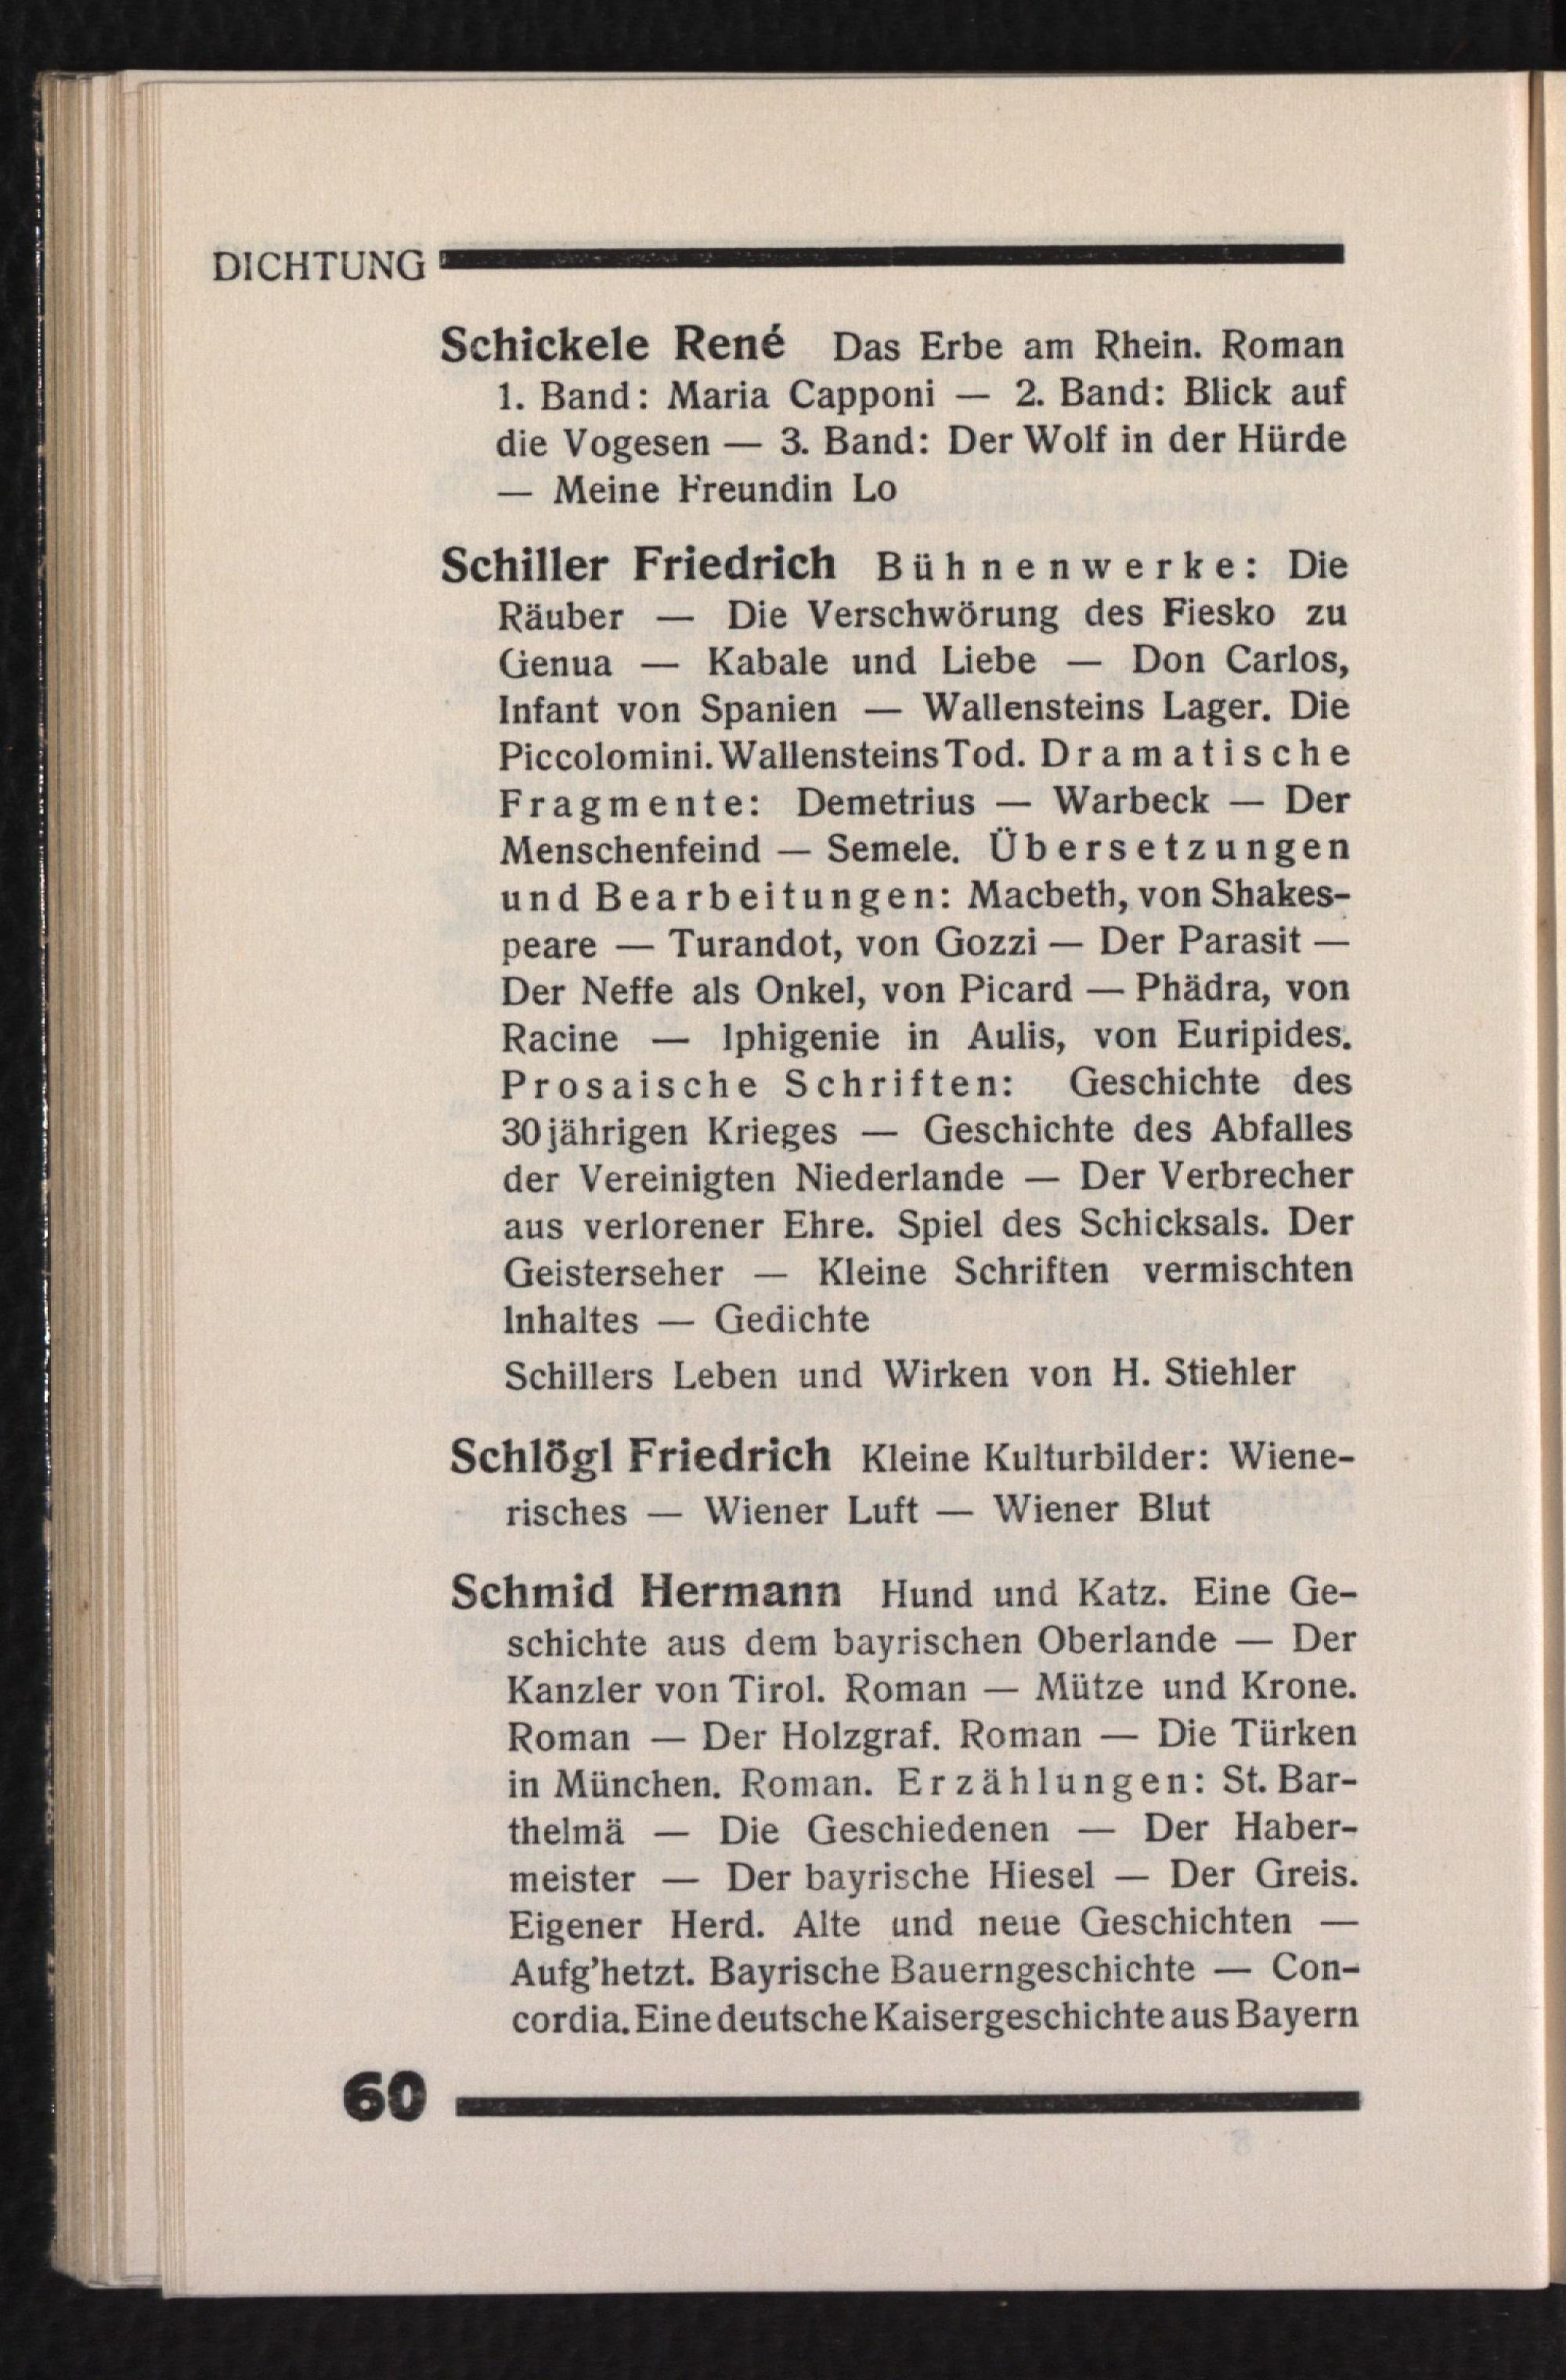 DICHTUNG
Schickele René Das Erbe am Rhein. Roman
1. Band: Maria Capponi — 2. Band: Blick auf
die Vogesen — 3. Band: Der Wolf in der Hürde
— Meine Freundin Lo
Schiller Friedrich Bühnenwerke: Die
Räuber — Die Verschwörung des Fiesko zu
Genua — Kabale und Liebe — Don Carlos,
Infant von Spanien — Wallensteins Lager. Die
Piccolomini. Wallensteins Tod. Dramatische
Fragmente: Demetrius — Warbeck — Der
Menschenfeind — Semele. Übersetzungen
und Bearbeitungen: Macbeth, von Shakes-
peare — Turandot, von Gozzi — Der Parasit —
Der Neffe als Onkel, von Picard — Phädra, von
Racine — Iphigenie in Aulis, von Euripides.
Prosaische Schriften: Geschichte des
30jährigen Krieges — Geschichte des Abfalles
der Vereinigten Niederlande — Der Verbrecher
aus verlorener Ehre. Spiel des Schicksals. Der
Geisterseher — Kleine Schriften vermischten
Inhaltes — Gedichte
Schillers Leben und Wirken von H. Stiehler
Schlögl Friedrich Kleine Kulturbilder: Wiene-
risches — Wiener Luft — Wiener Blut
Schmid Hermann Hund und Katz. Eine Ge-
schichte aus dem bayrischen Oberlande — Der
Kanzler von Tirol. Roman — Mütze und Krone.
Roman — Der Holzgraf. Roman — Die Türken
in München. Roman. Erzählungen: St. Bar-
thelmä — Die Geschiedenen — Der Haber-
meister — Der bayrische Hiesel — Der Greis.
Eigener Herd. Alte und neue Geschichten —
Aufg'hetzt. Bayrische Bauerngeschichte — Con-
cordia. Eine deutsche Kaisergeschichte aus Bayern
60